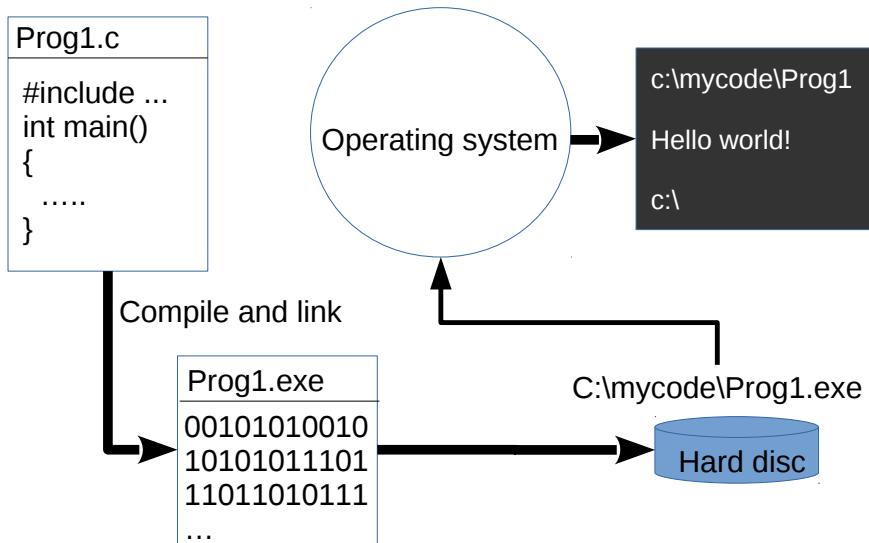 Prog1.c
#include ...
int main()
{
…..
}
Compile and link
Prog1.exe
00101010010
10101011101
11011010111
...
Operating system
c:\mycode\Prog1
Hello world!
c:\
C:\mycode\Prog1.exe
Hard disc